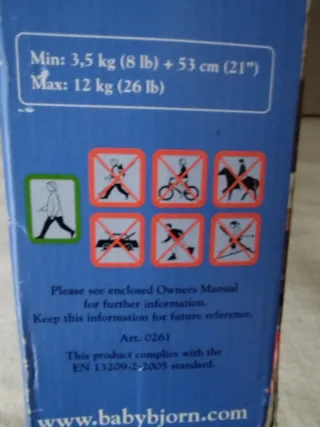 Min: 3,5 kg (8 lb) + 53 cm (21")
Max: 12 kg (26 lb)
Please see enclosed Owners Manual
for further information.
Keep this information for future reference.
Art. 0261
This product complies with the
EN 13209-2:2005 standard.
www.babybjorn.com